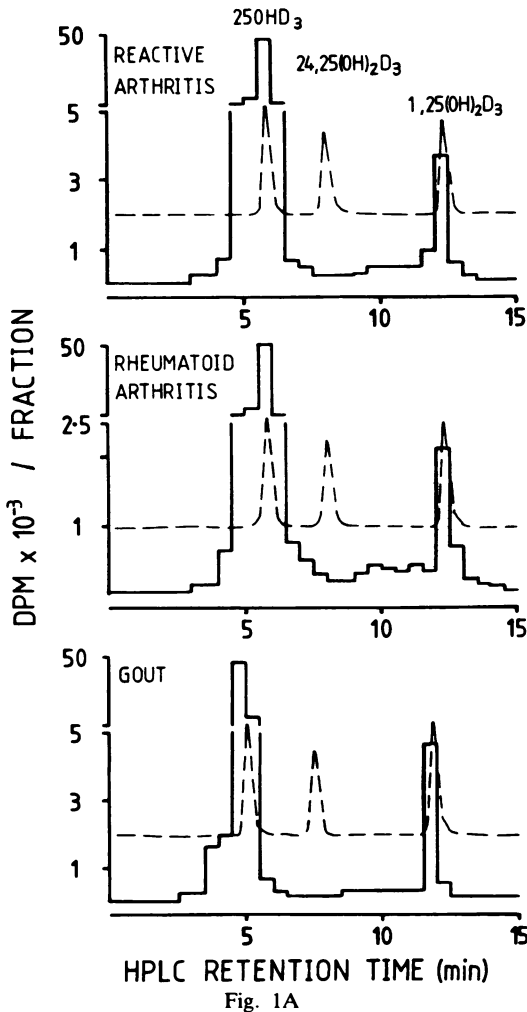 25OHD₃
50
REACTIVE
ARTHRITIS
24,25(OH)₂D₃
1,25(OH)₂D₃
5
3
1
5
10
15
50
RHEUMATOID
ARTHRITIS
2·5
1
5
10
15
50
GOUT
5
3
1
5
10
15
DPM x 10⁻³ / FRACTION
HPLC RETENTION TIME (min)
Fig. 1A